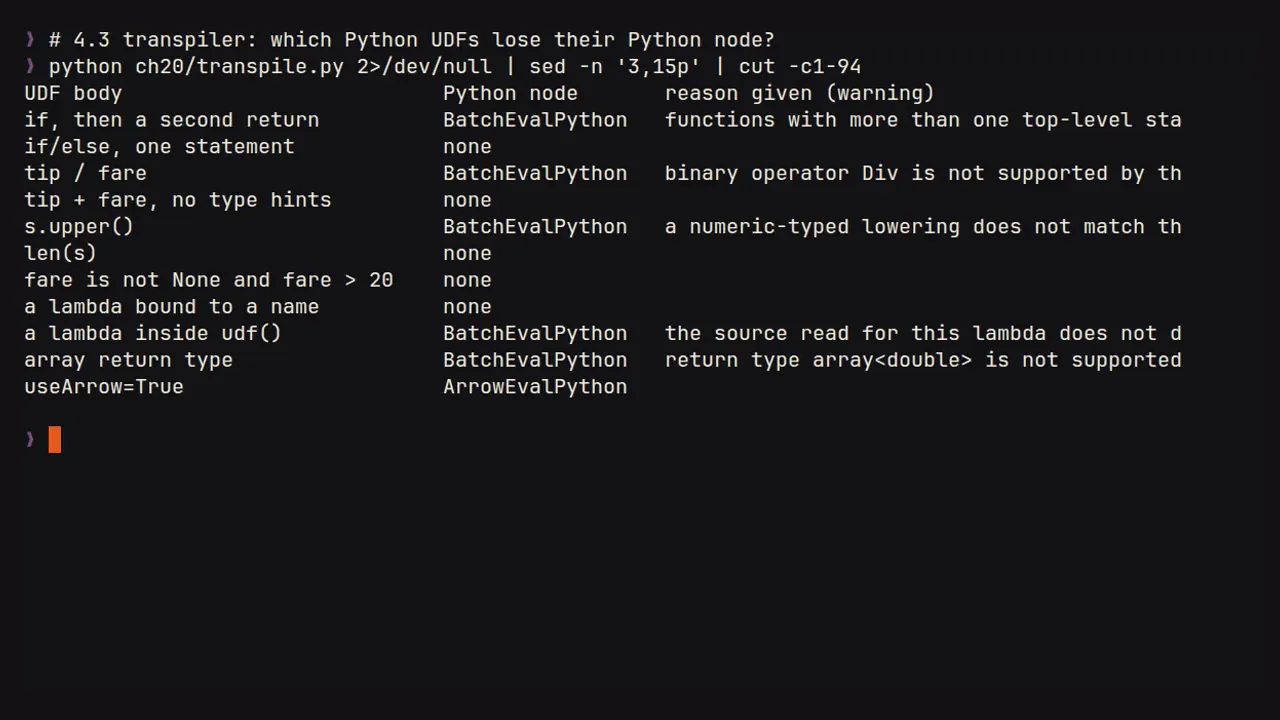 ❯ # 4.3 transpiler: which Python UDFs lose their Python node?
❯ python ch20/transpile.py 2>/dev/null | sed -n '3,15p' | cut -c1-94
UDF body Python node reason given (warning)
if, then a second return BatchEvalPython functions with more than one top-level sta
if/else, one statement none
tip / fare BatchEvalPython binary operator Div is not supported by th
tip + fare, no type hints none
s.upper() BatchEvalPython a numeric-typed lowering does not match th
len(s) none
fare is not None and fare > 20 none
a lambda bound to a name none
a lambda inside udf() BatchEvalPython the source read for this lambda does not d
array return type BatchEvalPython return type array<double> is not supported
useArrow=True ArrowEvalPython
❯